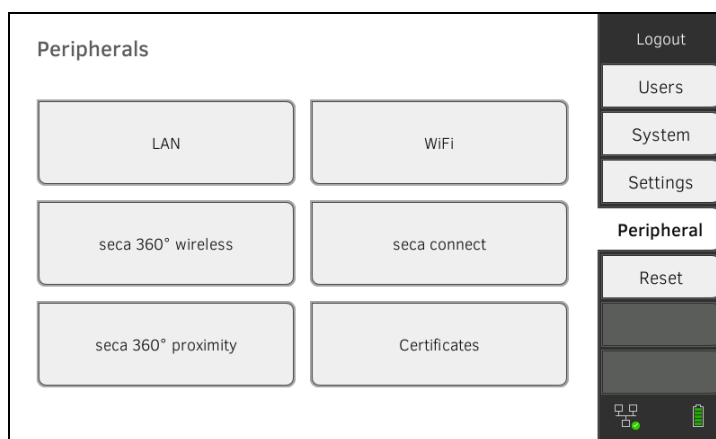 Peripherals
LAN
WiFi
seca 360° wireless
seca connect
seca 360° proximity
Certificates
Logout
Users
System
Settings
Peripheral
Reset